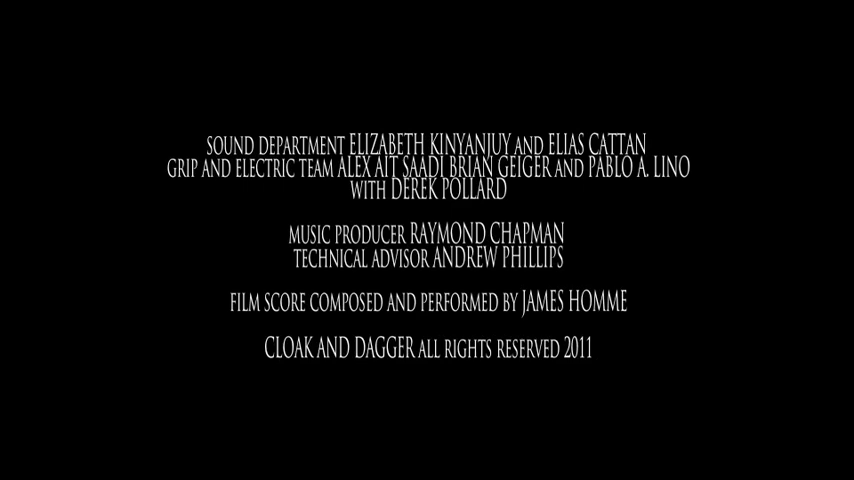 SOUND DEPARTMENT ELIZABETH KINYANJUY AND ELIAS CATTAN
GRIP AND ELECTRIC TEAM ALEX AIT SAADI BRIAN GEIGER AND PABLO A. LINO
WITH DEREK POLLARD
MUSIC PRODUCER RAYMOND CHAPMAN
TECHNICAL ADVISOR ANDREW PHILLIPS
FILM SCORE COMPOSED AND PERFORMED BY JAMES HOMME
CLOAK AND DAGGER ALL RIGHTS RESERVED 2011